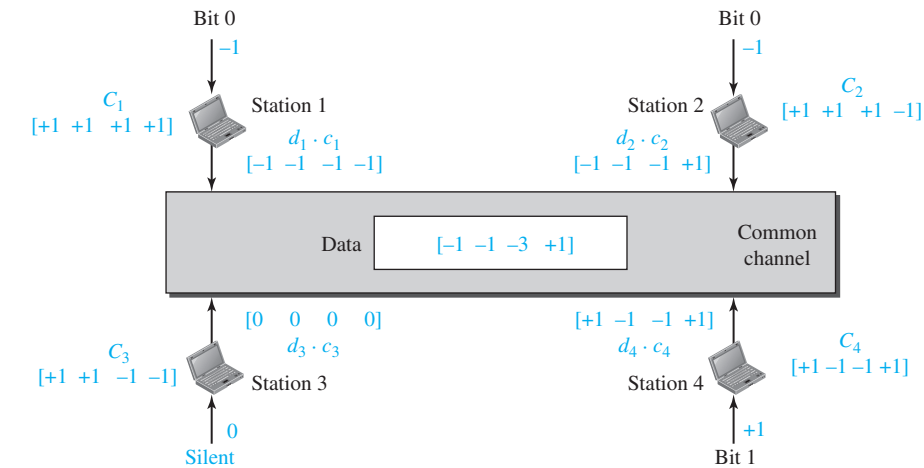 Bit 0 Bit 0
–1 –1
C1 C2
Station 1 Station 2
[+1 +1 +1 +1] [+1 +1 +1 –1]
d1 · c1 d2 · c2
[–1 –1 –1 –1] [–1 –1 –1 +1]
Data [–1 –1 –3 +1] Common
channel
[0 0 0 0] [+1 –1 –1 +1]
d3 · c3 d4 · c4
C3 C4
[+1 +1 –1 –1] [+1 –1 –1 +1]
Station 3 Station 4
0 +1
Silent Bit 1